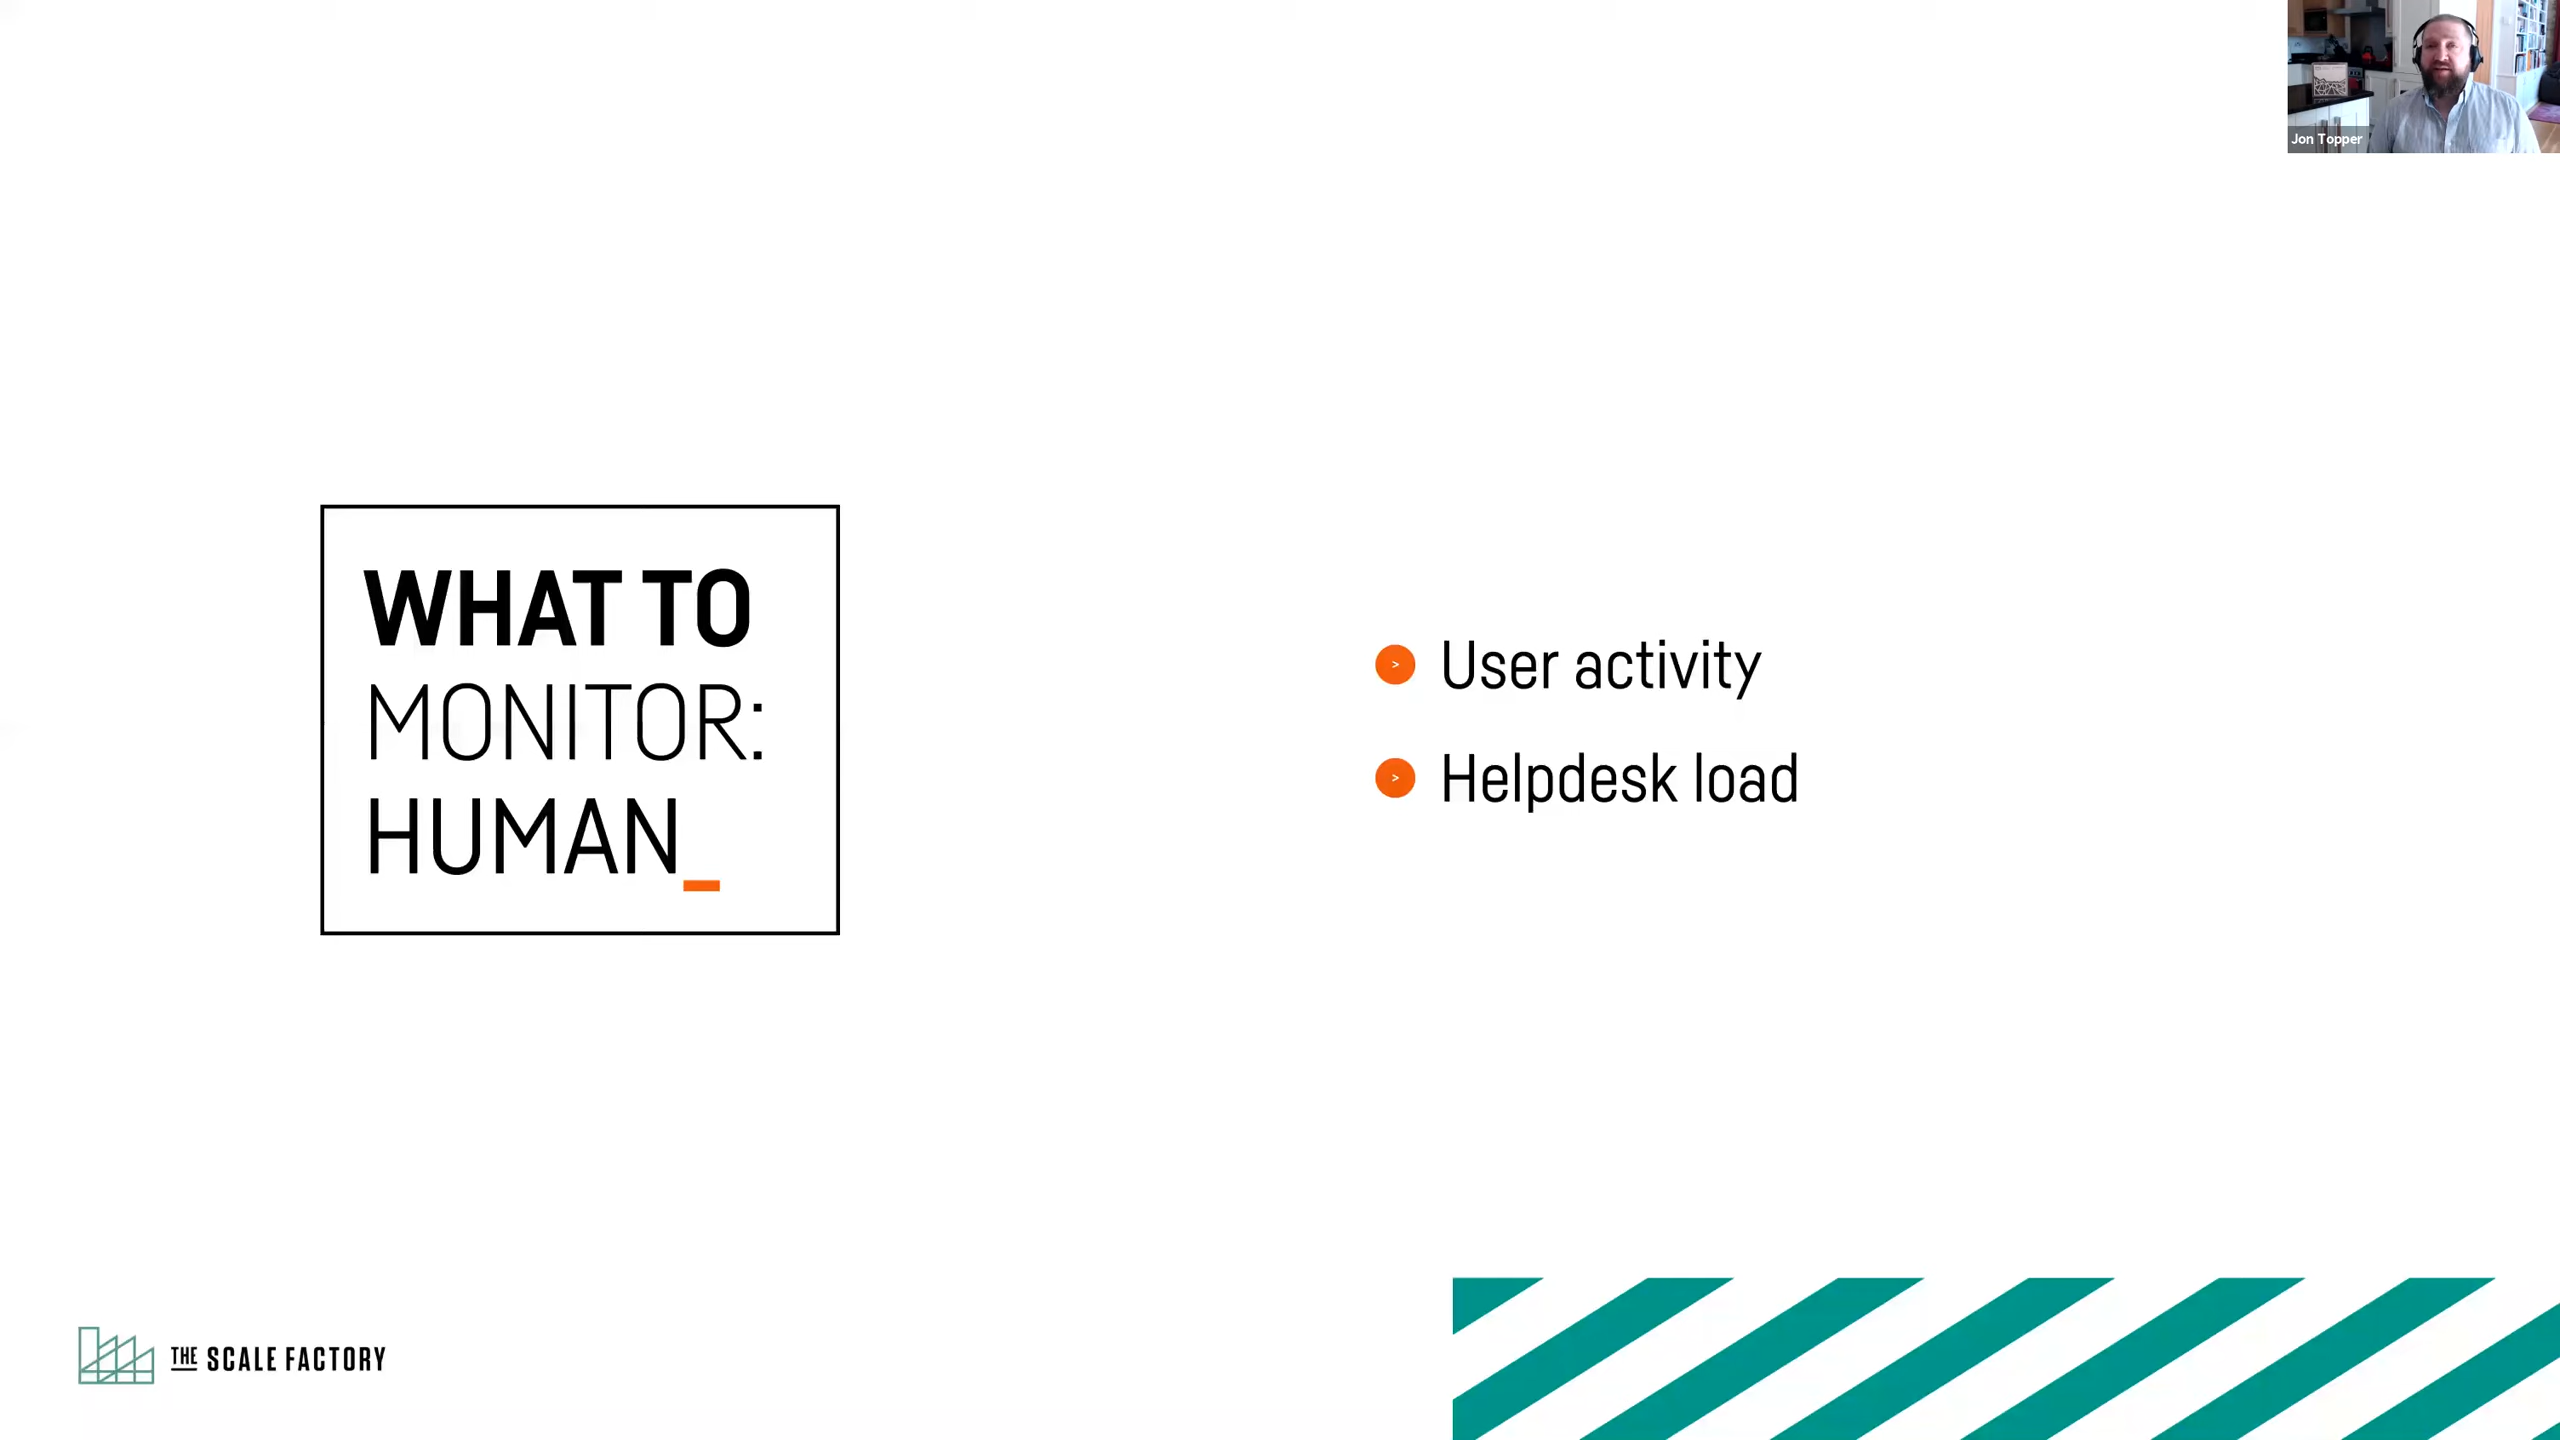 Jon Topper
WHAT TO
MONITOR:
HUMAN_
> User activity
> Helpdesk load
THE SCALE FACTORY